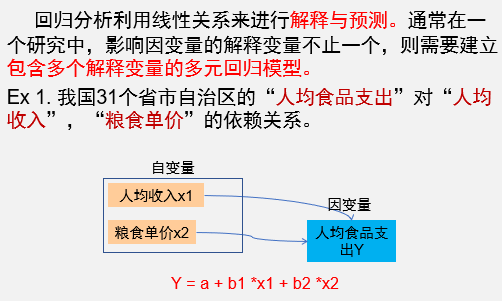 回归分析利用线性关系来进行解释与预测。通常在一
个研究中，影响因变量的解释变量不止一个，则需要建立
包含多个解释变量的多元回归模型。
Ex 1. 我国31个省市自治区的“人均食品支出”对“人均
收入”，“粮食单价”的依赖关系。
自变量
人均收入x1
因变量
粮食单价x2
人均食品支
出Y
Y = a + b1 *x1 + b2 *x2